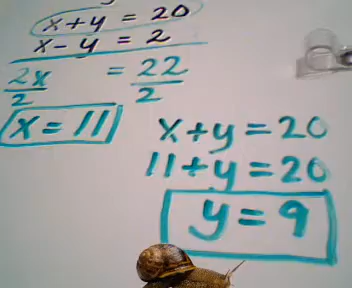 x+y = 20
x-y = 2
2x/2 = 22/2
x = 11
x+y = 20
11+y = 20
y = 9